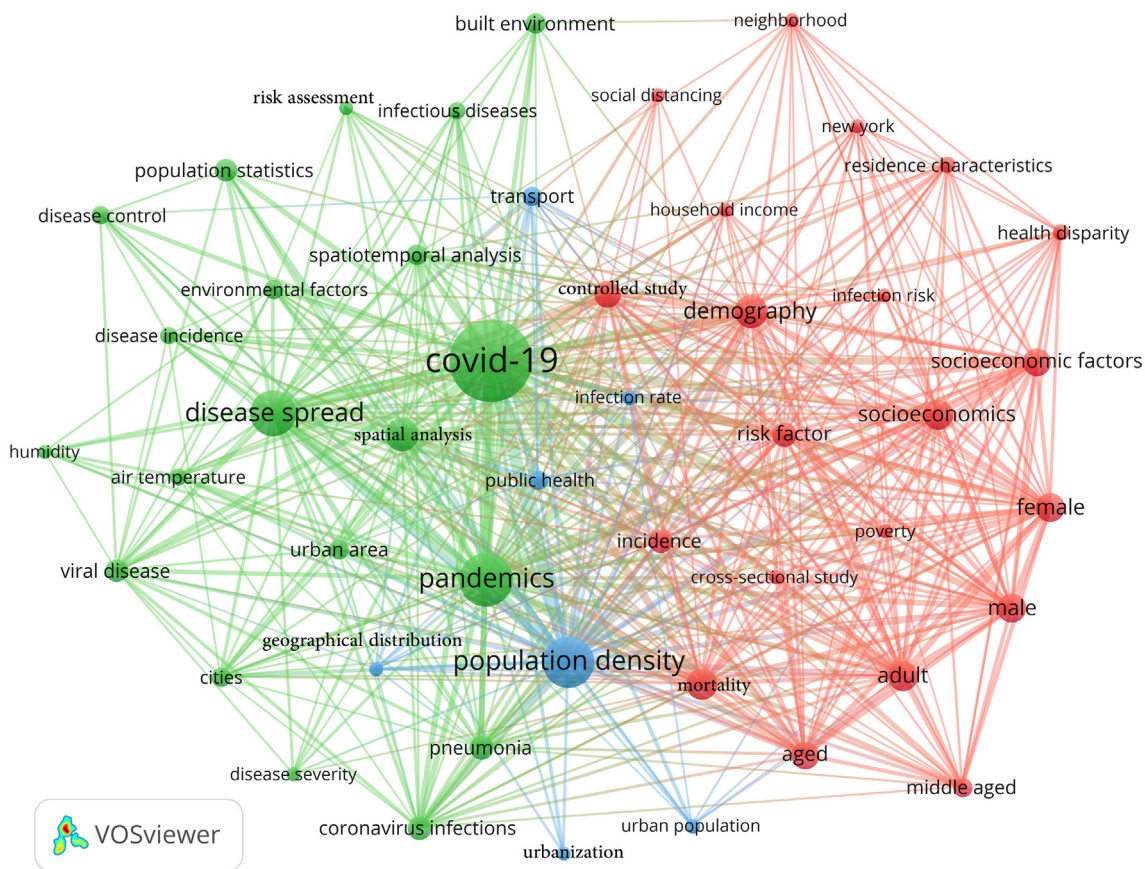 built environment
neighborhood
risk assessment
infectious diseases
social distancing
new york
population statistics
residence characteristics
transport
disease control
household income
health disparity
spatiotemporal analysis
environmental factors
controlled study
infection risk
demography
disease incidence
covid-19
socioeconomic factors
infection rate
disease spread
socioeconomics
spatial analysis
risk factor
humidity
air temperature
public health
female
urban area
incidence
poverty
viral disease
pandemics
cross-sectional study
male
geographical distribution
population density
cities
mortality
adult
pneumonia
aged
disease severity
middle aged
coronavirus infections
urban population
VOSviewer
urbanization